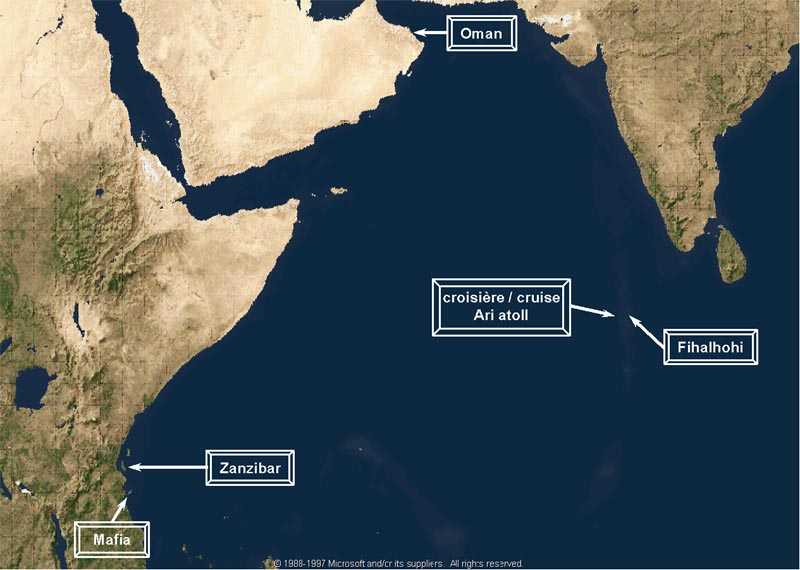 Oman
croisière / cruise
Ari atoll
Fihalhohi
Zanzibar
Mafia
© 1988-1997 Microsoft and/or its suppliers. All rights reserved.